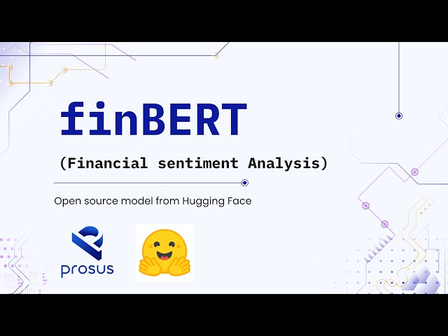 finBERT
(Financial sentiment Analysis)
Open source model from Hugging Face
prosus